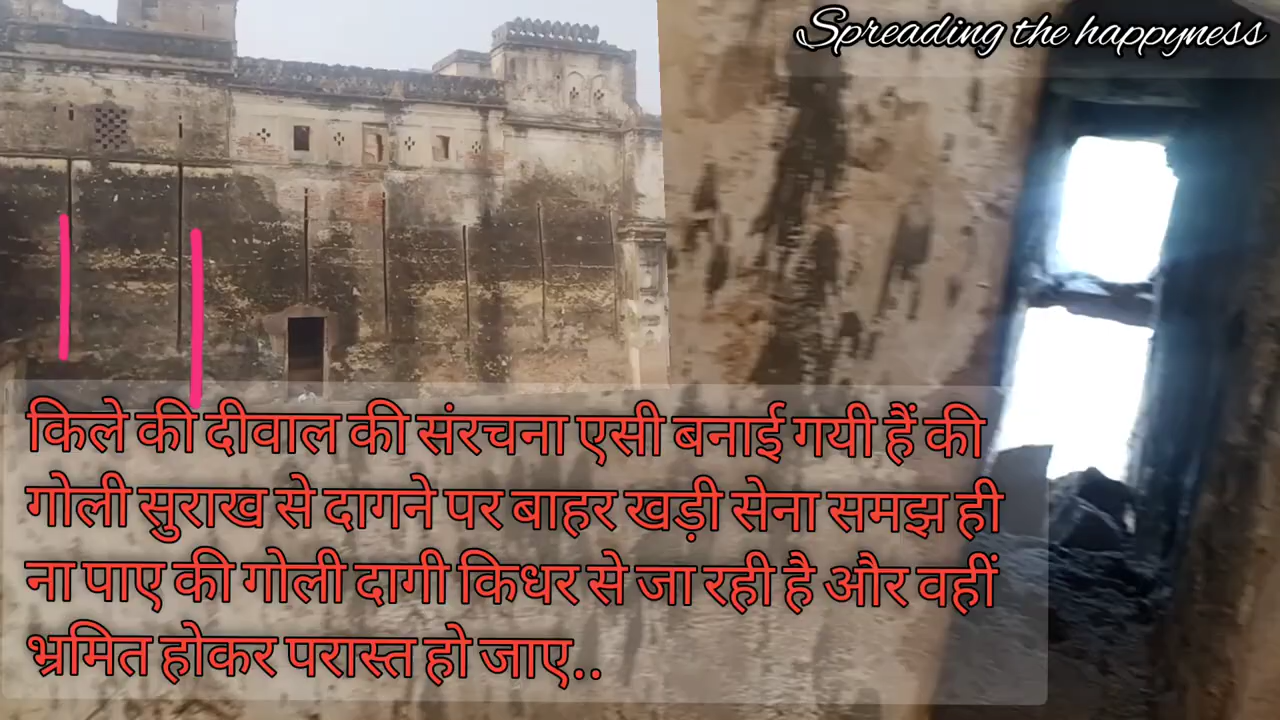 Spreading the happyness
किले की दीवाल की संरचना एसी बनाई गयी हैं की
गोली सुराख से दागने पर बाहर खड़ी सेना समझ ही
ना पाए की गोली दागी किधर से जा रही है और वहीं
भ्रमित होकर परास्त हो जाए..